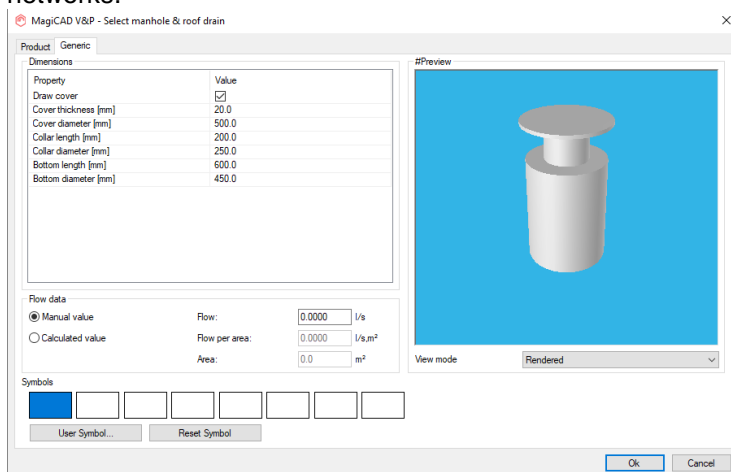 networks.
MagiCAD V&P - Select manhole & roof drain
Product Generic
Dimensions
Property Value
Draw cover
Cover thickness [mm] 20.0
Cover diameter [mm] 500.0
Collar length [mm] 200.0
Collar diameter [mm] 250.0
Bottom length [mm] 600.0
Bottom diameter [mm] 450.0
#Preview
Flow data
Manual value Flow: 0.0000 l/s
Calculated value Flow per area: 0.0000 l/s,m²
Area: 0.0 m²
View mode Rendered
Symbols
User Symbol... Reset Symbol
Ok Cancel